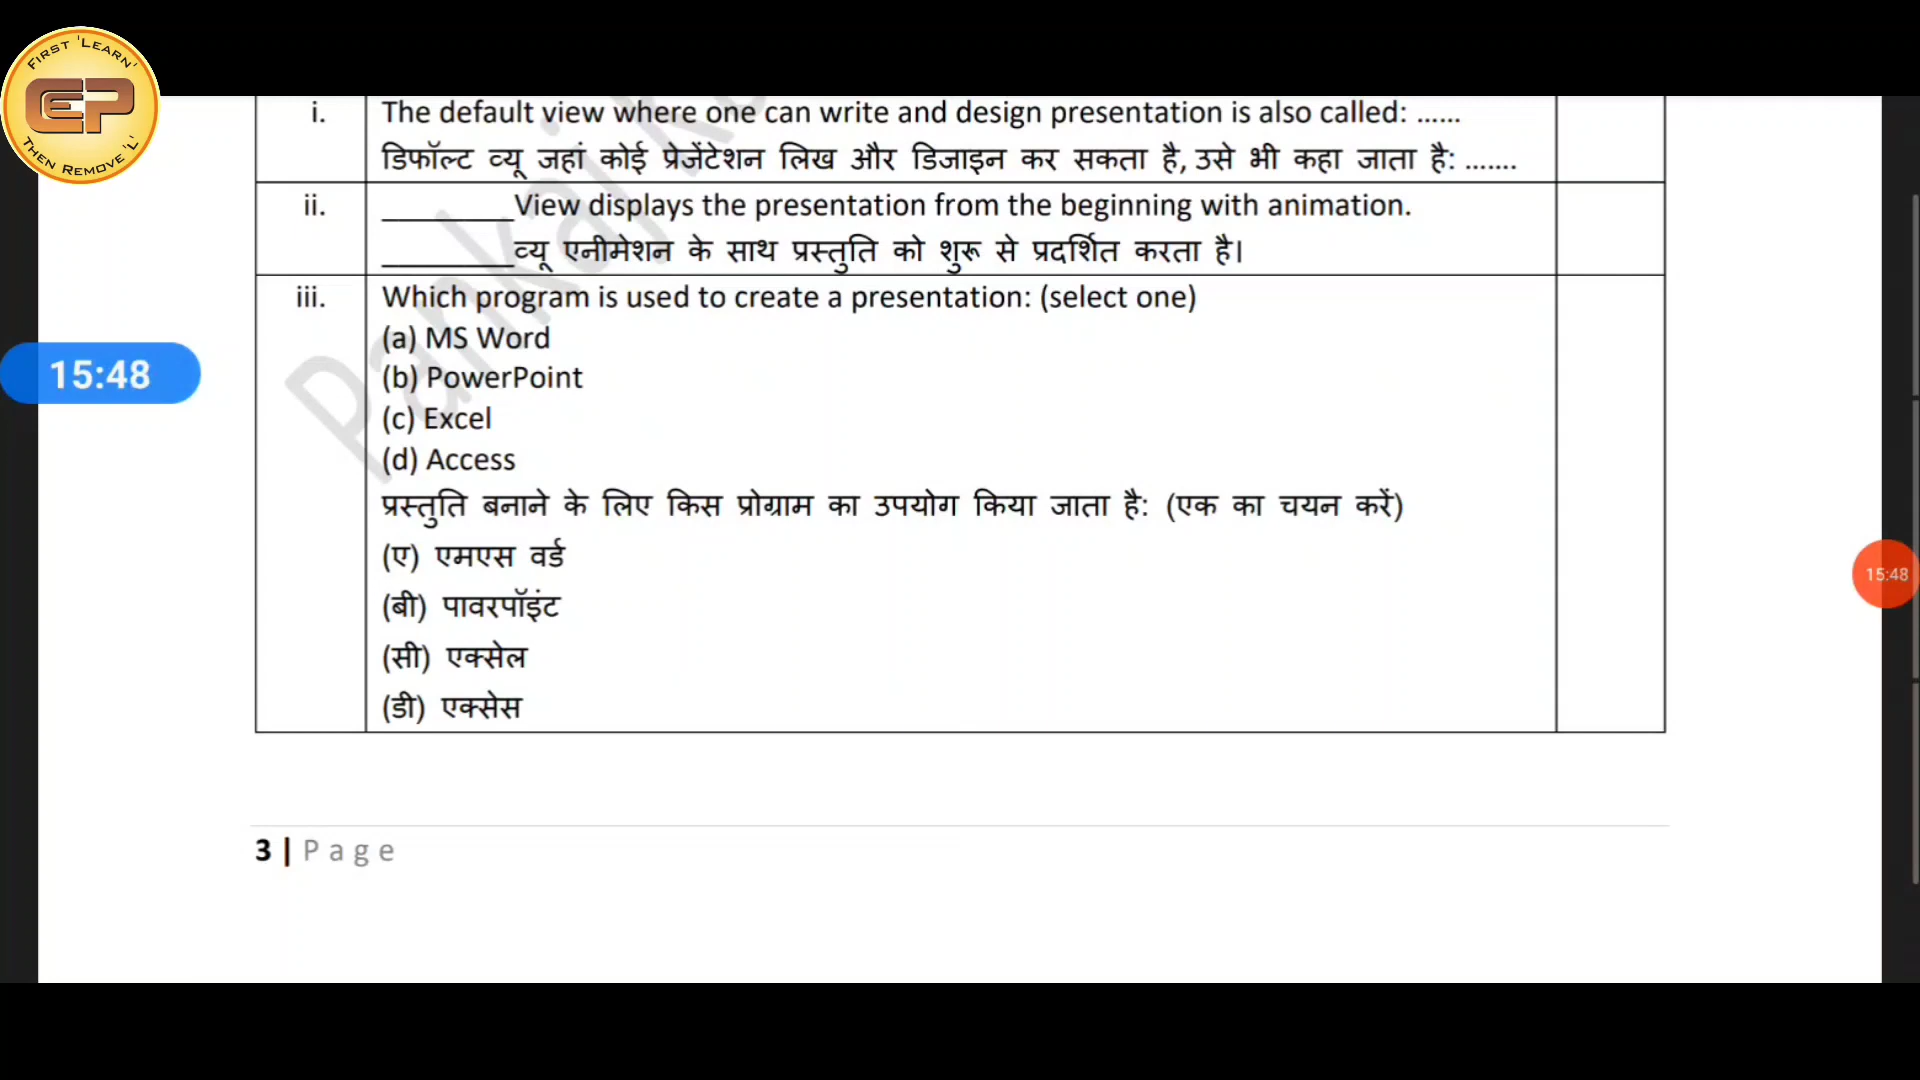 FIRST 'LEARN'
EP
THEN REMOVE 'L'
i. The default view where one can write and design presentation is also called: ......
डिफॉल्ट व्यू जहां कोई प्रेजेंटेशन लिख और डिजाइन कर सकता है, उसे भी कहा जाता है: .......
ii. _________View displays the presentation from the beginning with animation.
_________व्यू एनीमेशन के साथ प्रस्तुति को शुरू से प्रदर्शित करता है।
iii. Which program is used to create a presentation: (select one)
(a) MS Word
15:48
(b) PowerPoint
(c) Excel
(d) Access
प्रस्तुति बनाने के लिए किस प्रोग्राम का उपयोग किया जाता है: (एक का चयन करें)
(ए) एमएस वर्ड
15:48
(बी) पावरपॉइंट
(सी) एक्सेल
(डी) एक्सेस
Pankaj
3 | Page